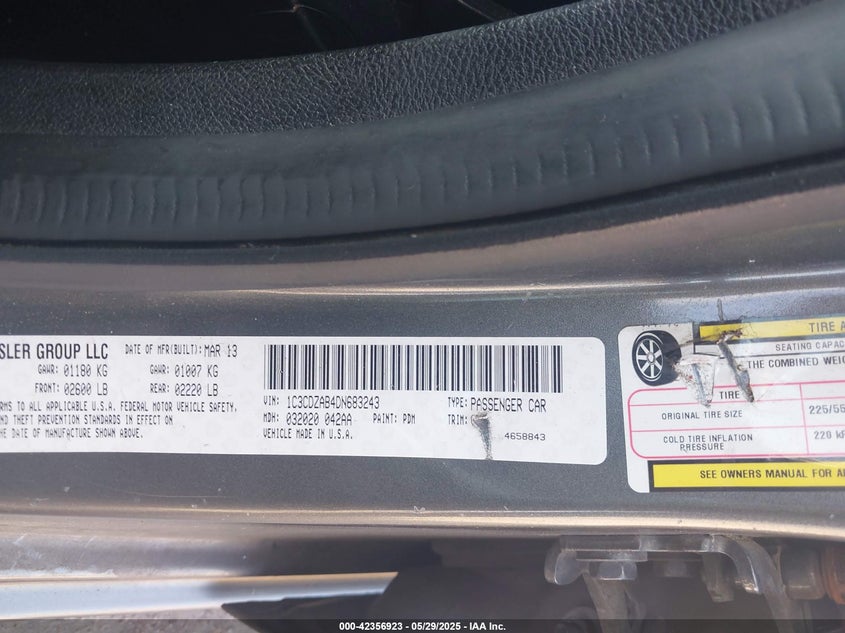 SLER GROUP LLC
DATE OF MFR(BUILT): MAR 13
GAWR: 01180 KG
GAWR: 01007 KG
FRONT: 02600 LB
REAR: 02220 LB
RMS TO ALL APPLICABLE U.S.A. FEDERAL MOTOR VEHICLE SAFETY,
ND THEFT PREVENTION STANDARDS IN EFFECT ON
HE DATE OF MANUFACTURE SHOWN ABOVE.
VIN: 1C3CDZAB4DN683243
TYPE: PASSENGER CAR
MDH: 032020 042AA
PAINT: PDM
TRIM:
VEHICLE MADE IN U.S.A.
4658843
TIRE A
SEATING CAPAC
THE COMBINED WEIG
TIRE
ORIGINAL TIRE SIZE
225/55
COLD TIRE INFLATION
PRESSURE
220 kP
SEE OWNERS MANUAL FOR AD
000-42356923 / 05/29/2025 / IAA Inc.